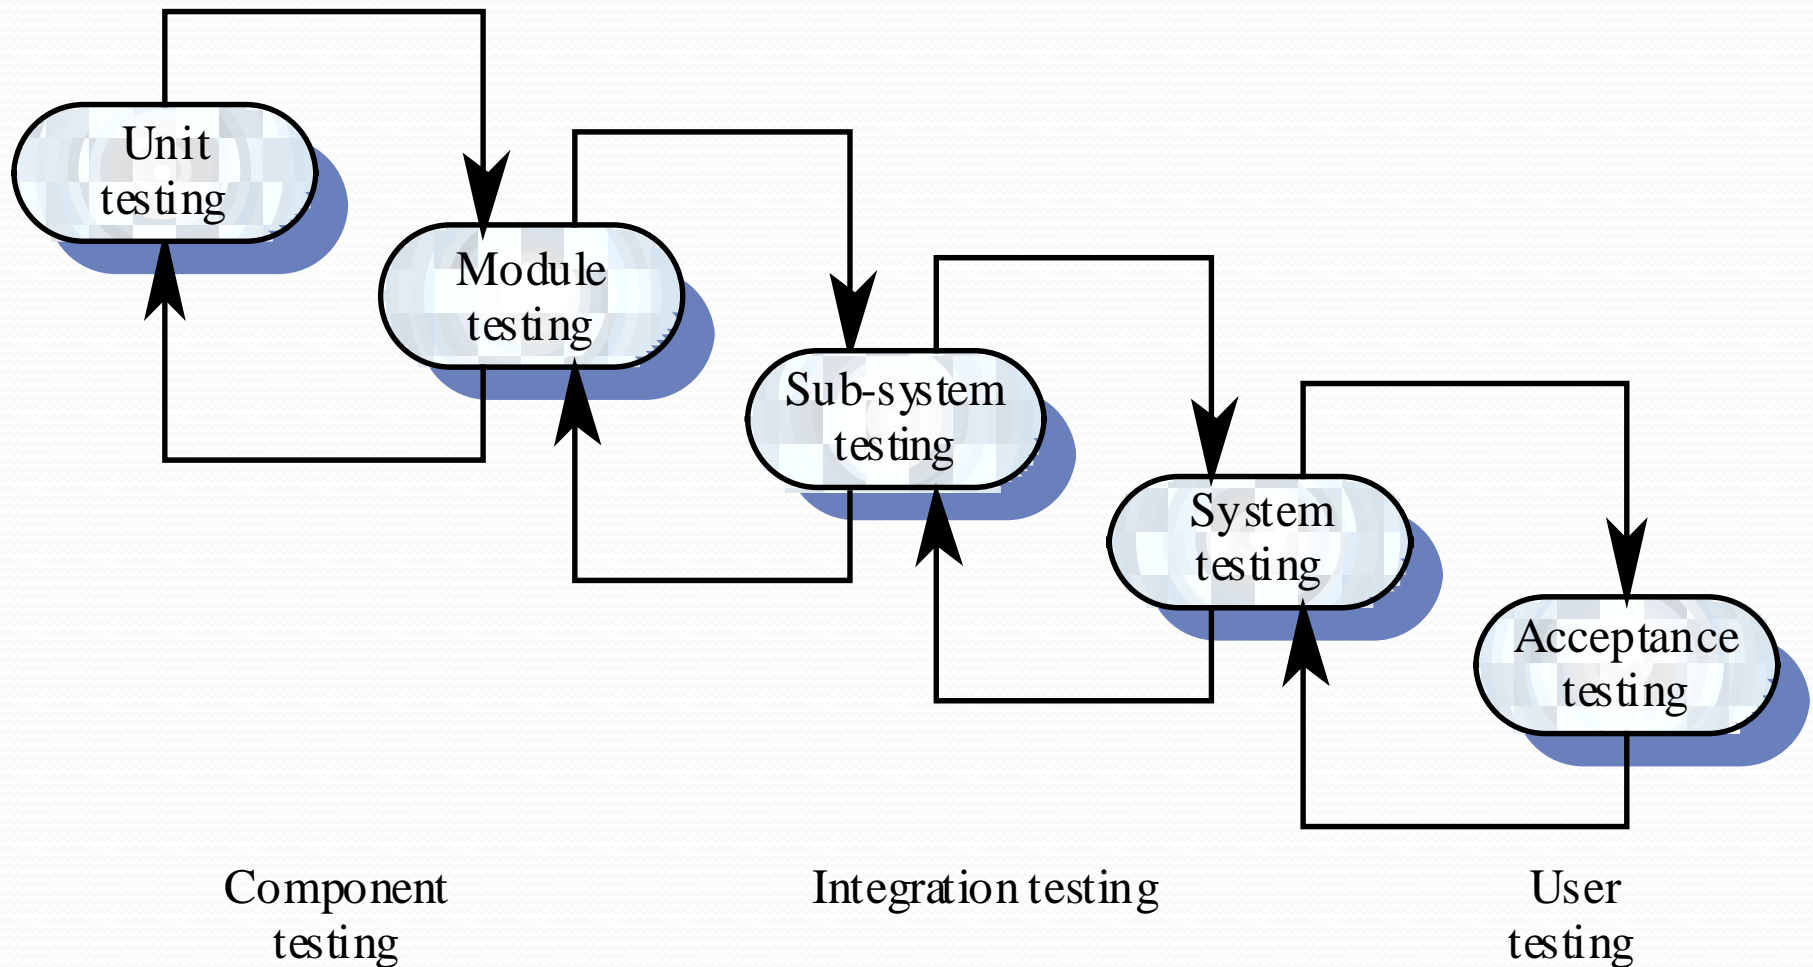 Unit
testing
Module
testing
Sub-system
testing
System
testing
Acceptance
testing
Component
testing
Integration testing
User
testing